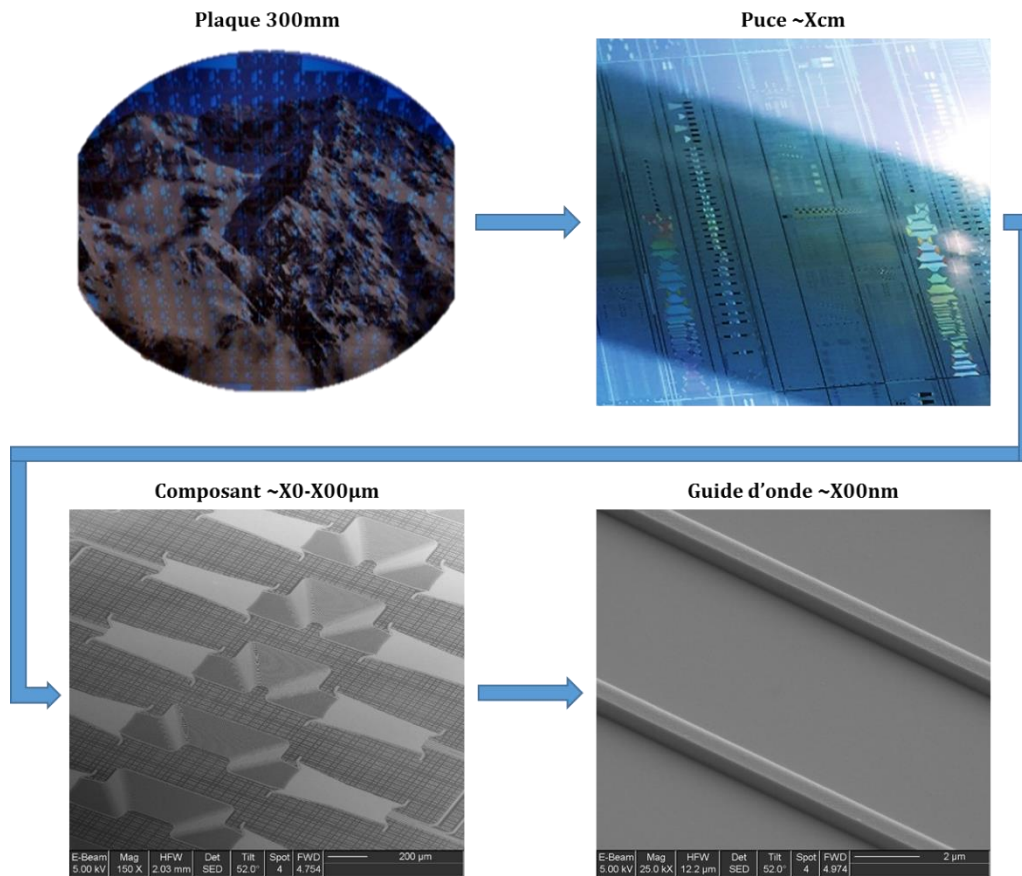 Plaque 300mm
Puce ~Xcm
Composant ~X0-X00µm
Guide d'onde ~X00nm
E-Beam Mag HFW Det Tilt Spot FWD 200 µm
5.00 kV 150 X 2.03 mm SED 52.0° 4 4.754
E-Beam Mag HFW Det Tilt Spot FWD 2 µm
5.00 kV 25.0 kX 12.2 µm SED 52.0° 4 4.974